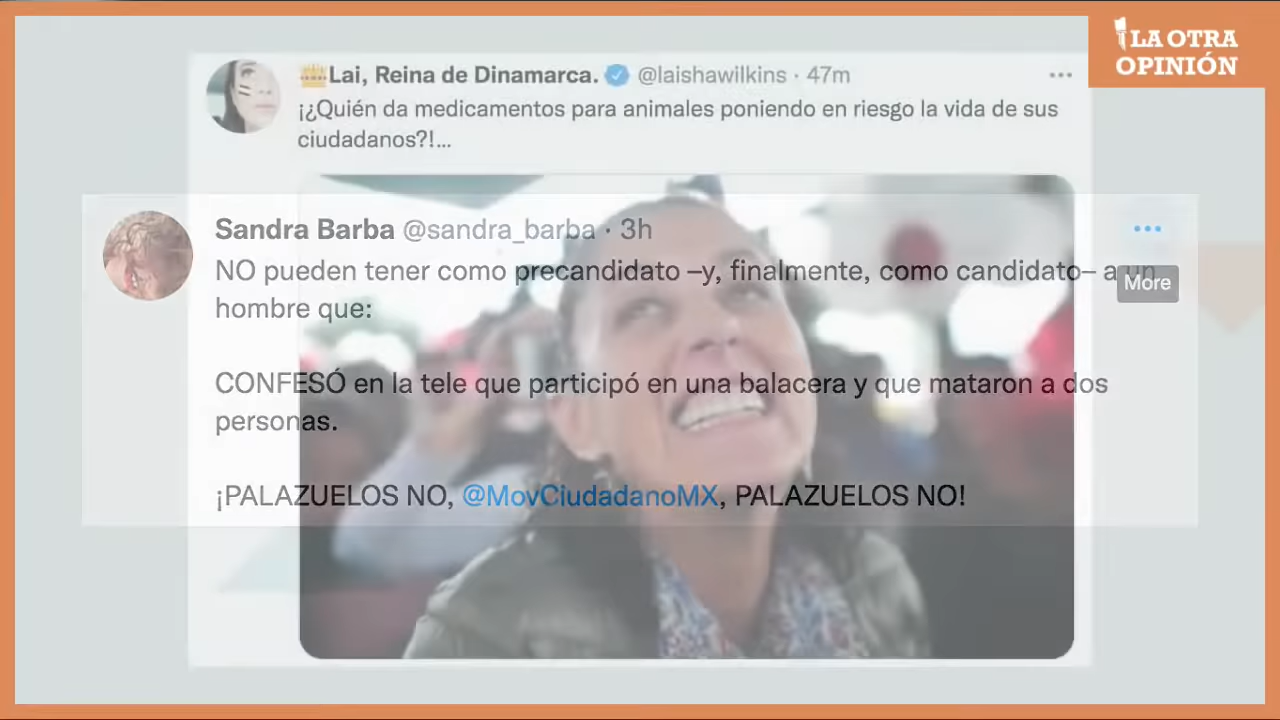 LA OTRA
OPINIÓN
👑Lai, Reina de Dinamarca. @laishawilkins · 47m
¡¿Quién da medicamentos para animales poniendo en riesgo la vida de sus
ciudadanos?!...
Sandra Barba @sandra_barba · 3h
NO pueden tener como precandidato –y, finalmente, como candidato– a un
hombre que:
More
CONFESÓ en la tele que participó en una balacera y que mataron a dos
personas.
¡PALAZUELOS NO, @MovCiudadanoMX, PALAZUELOS NO!